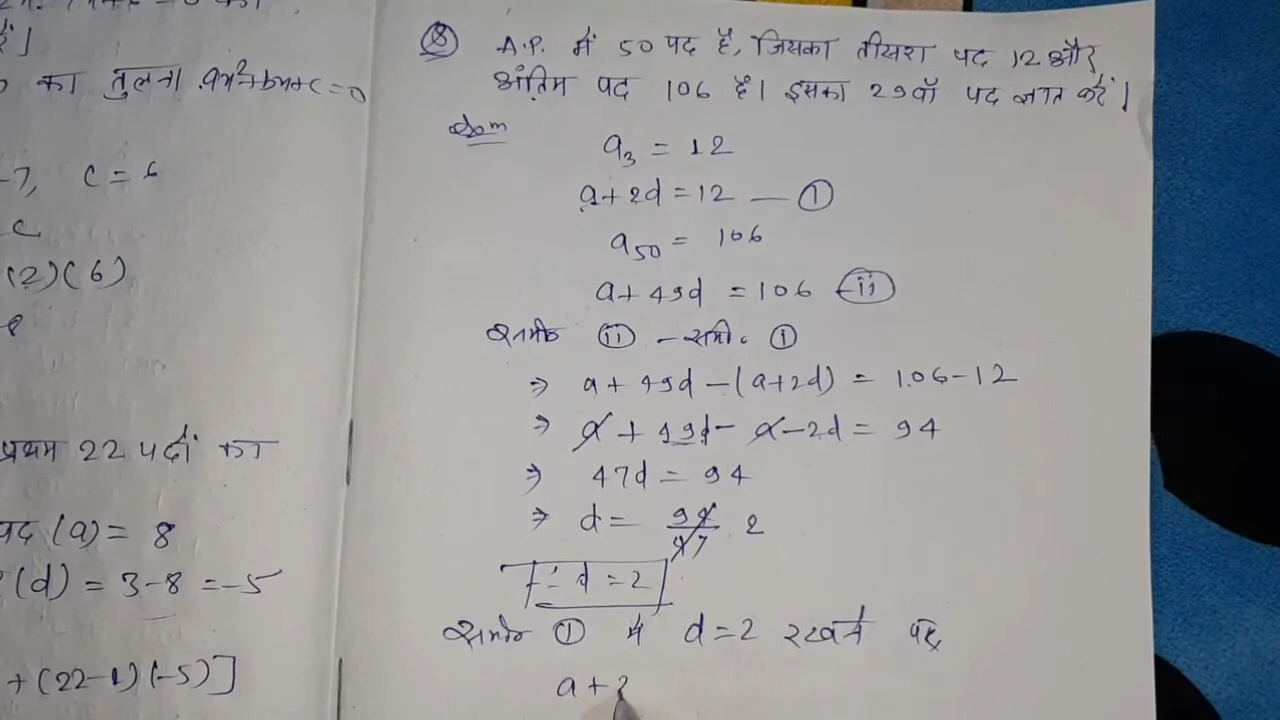 का तुलना ax²+bx+c=0
-7, c = 6
(2)(6)
प्रथम 22 पदों का
पद (a) = 8
(d) = 3-8 = -5
+ (22-1)(-5)]
⑧ A.P. में 50 पद है, जिसका तीसरा पद 12 और
अंतिम पद 106 है। इसका 29वाँ पद ज्ञात करें।
Soln
a₃ = 12
a+2d = 12 — ①
a₅₀ = 106
a+49d = 106 — ⅱ
समी० ⅱ - समी० ⅰ
⇒ a + 49d - (a+2d) = 106-12
⇒ a + 49d - a - 2d = 94
⇒ 47d = 94
⇒ d = 94/47 2
∴ d = 2
समी० ① में d=2 रखने पर
a + 2